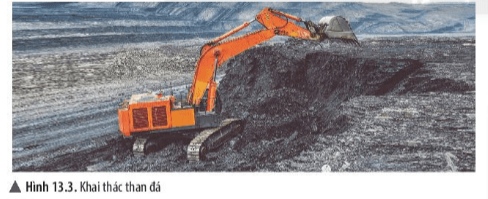 ▲ Hình 13.3. Khai thác than đá